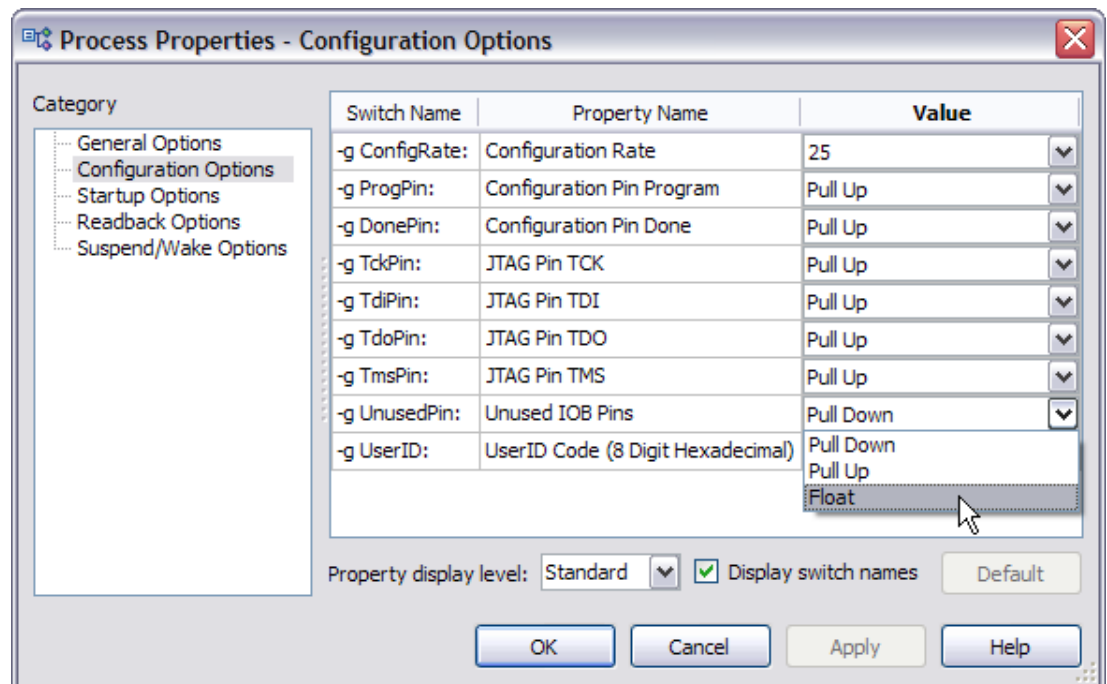 Process Properties - Configuration Options
Category
General Options
Configuration Options
Startup Options
Readback Options
Suspend/Wake Options
Switch Name Property Name Value
-g ConfigRate: Configuration Rate 25
-g ProgPin: Configuration Pin Program Pull Up
-g DonePin: Configuration Pin Done Pull Up
-g TckPin: JTAG Pin TCK Pull Up
-g TdiPin: JTAG Pin TDI Pull Up
-g TdoPin: JTAG Pin TDO Pull Up
-g TmsPin: JTAG Pin TMS Pull Up
-g UnusedPin: Unused IOB Pins Pull Down
-g UserID: UserID Code (8 Digit Hexadecimal)
Pull Down
Pull Up
Float
Property display level: Standard Display switch names Default
OK Cancel Apply Help